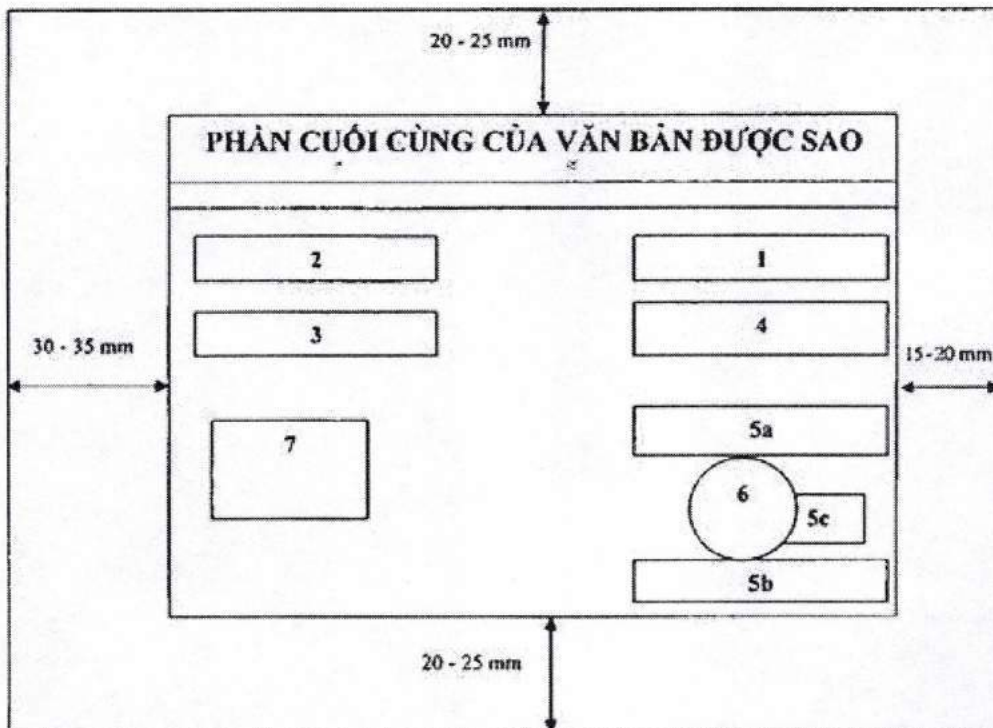 20 - 25 mm
PHẦN CUỐI CÙNG CỦA VĂN BẢN ĐƯỢC SAO
2 1
3 4
30 - 35 mm 15-20 mm
7 5a
6
5c
5b
20 - 25 mm